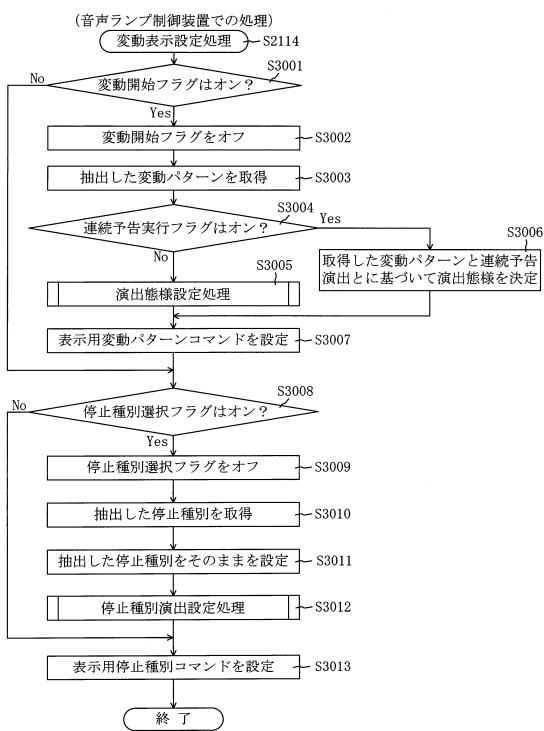 (音声ランプ制御装置での処理)
変動表示設定処理 S2114
S3001
変動開始フラグはオン?
No
Yes
変動開始フラグをオフ S3002
抽出した変動パターンを取得 S3003
S3004
連続予告実行フラグはオン?
Yes
No
S3006
取得した変動パターンと連続予告
演出とに基づいて演出態様を決定
S3005
演出態様設定処理
表示用変動パターンコマンドを設定 S3007
S3008
停止種別選択フラグはオン?
No
Yes
停止種別選択フラグをオフ S3009
抽出した停止種別を取得 S3010
抽出した停止種別をそのままを設定 S3011
停止種別演出設定処理 S3012
表示用停止種別コマンドを設定 S3013
終了